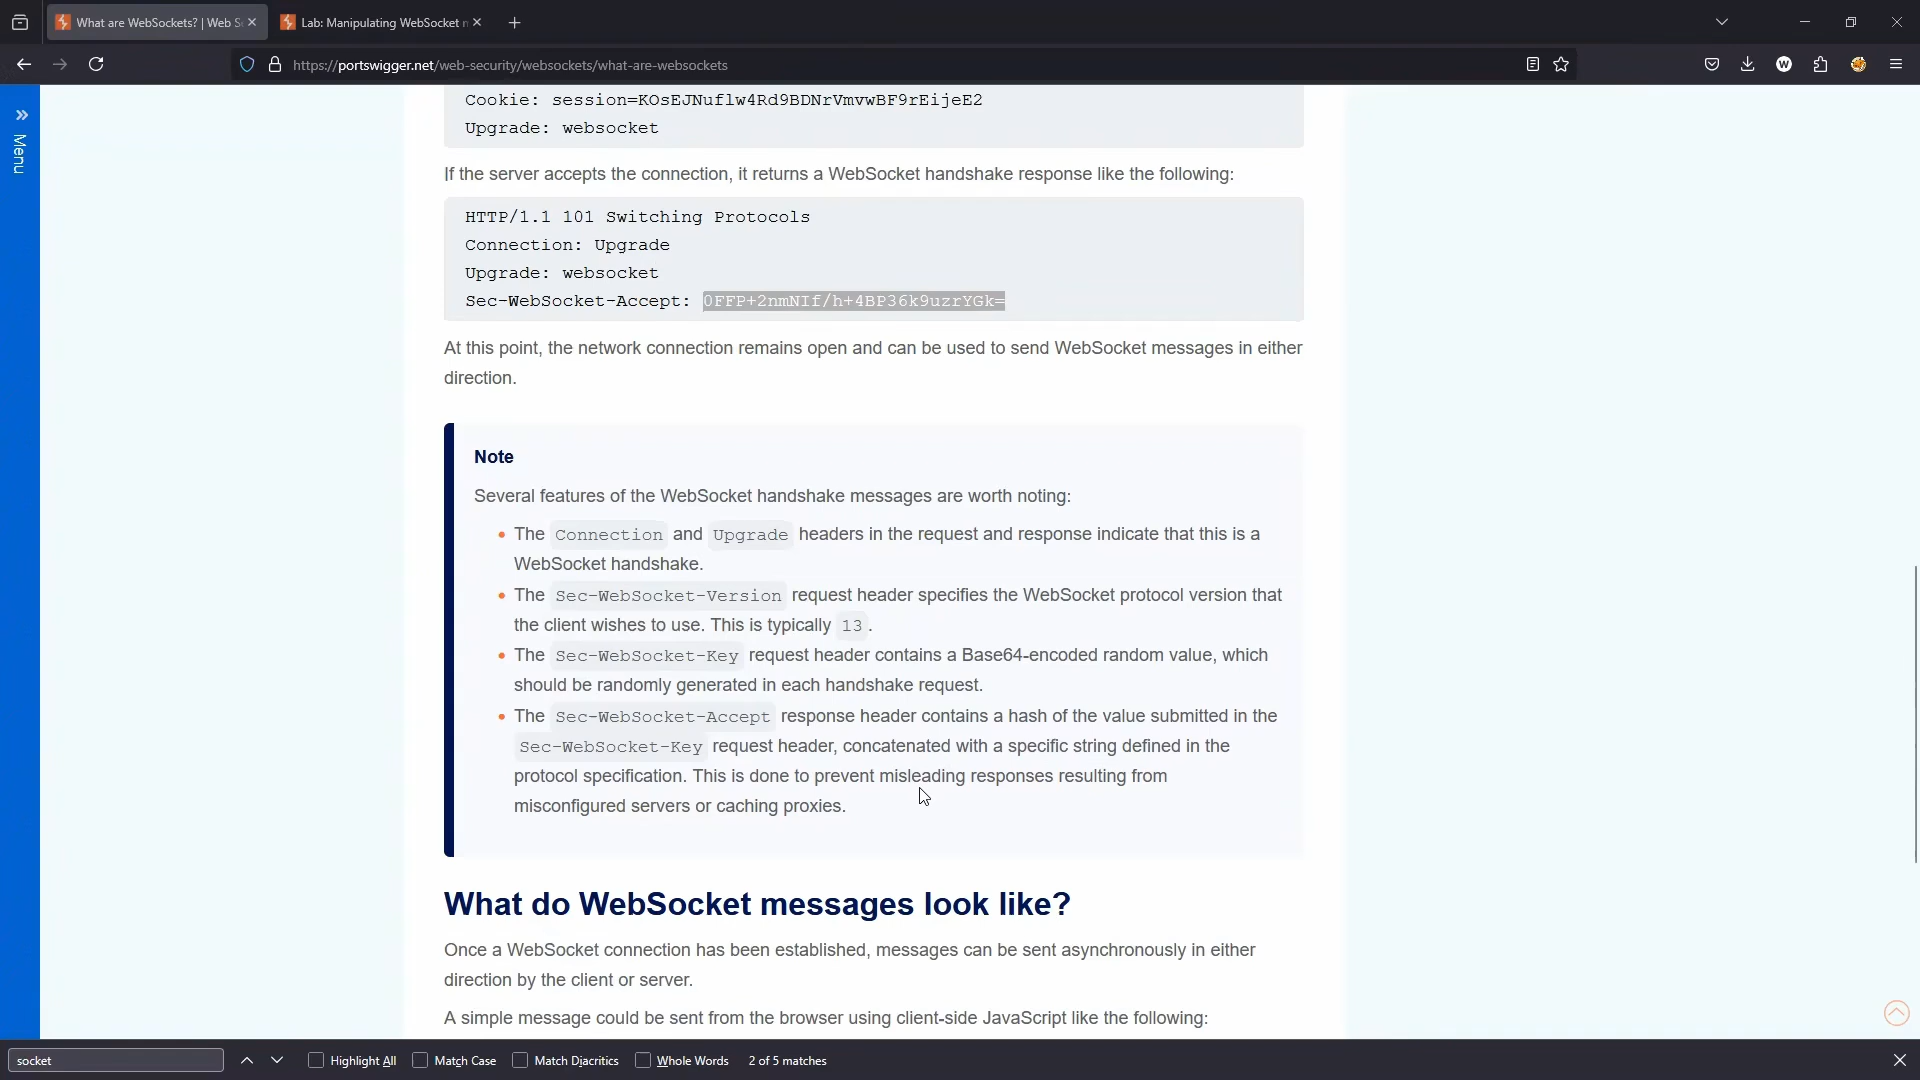 What are WebSockets? | Web S
Lab: Manipulating WebSocket
https://portswigger.net/web-security/websockets/what-are-websockets
Menu
Cookie: session=KOsEJNuflw4Rd9BDNrVmvwBF9rEijeE2
Upgrade: websocket
If the server accepts the connection, it returns a WebSocket handshake response like the following:
HTTP/1.1 101 Switching Protocols
Connection: Upgrade
Upgrade: websocket
Sec-WebSocket-Accept: 0FFP+2nmNIf/h+4BP36k9uzrYGk=
At this point, the network connection remains open and can be used to send WebSocket messages in either
direction.
Note
Several features of the WebSocket handshake messages are worth noting:
• The Connection and Upgrade headers in the request and response indicate that this is a
WebSocket handshake.
• The Sec-WebSocket-Version request header specifies the WebSocket protocol version that
the client wishes to use. This is typically 13.
• The Sec-WebSocket-Key request header contains a Base64-encoded random value, which
should be randomly generated in each handshake request.
• The Sec-WebSocket-Accept response header contains a hash of the value submitted in the
Sec-WebSocket-Key request header, concatenated with a specific string defined in the
protocol specification. This is done to prevent misleading responses resulting from
misconfigured servers or caching proxies.
What do WebSocket messages look like?
Once a WebSocket connection has been established, messages can be sent asynchronously in either
direction by the client or server.
A simple message could be sent from the browser using client-side JavaScript like the following:
socket
Highlight All
Match Case
Match Diacritics
Whole Words
2 of 5 matches